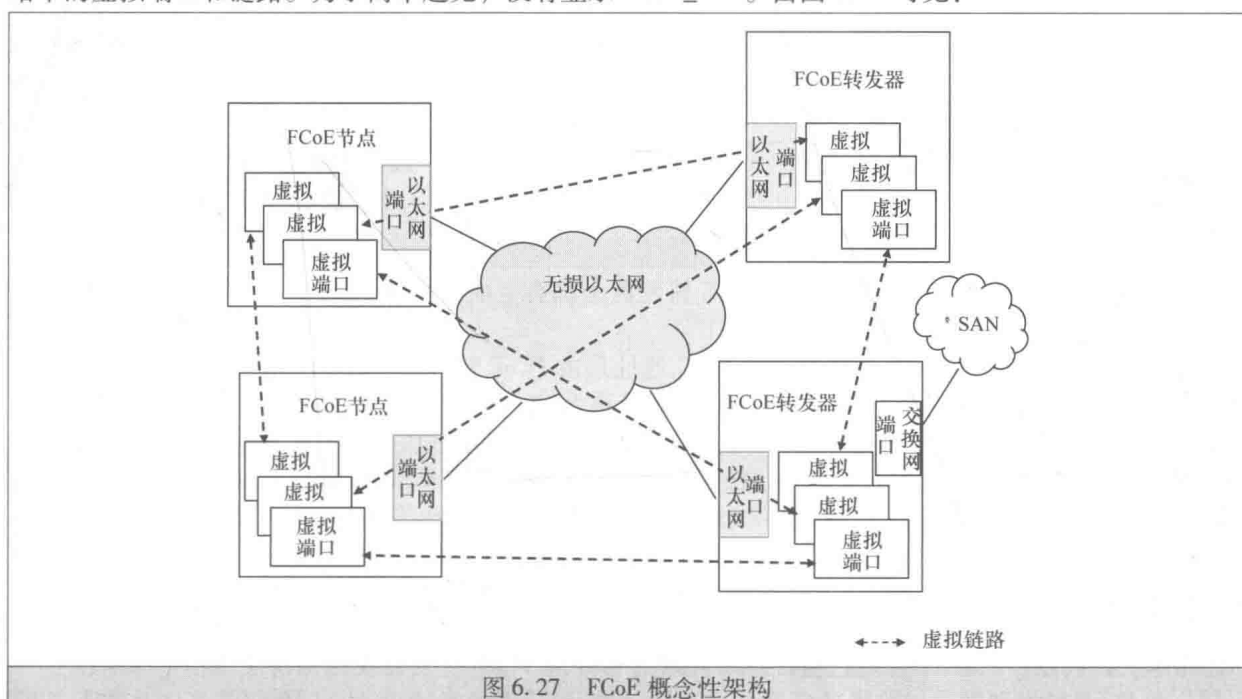 FCoE转发器
以太网
端口
虚拟
虚拟
虚拟
端口
FCoE节点
虚拟
虚拟
虚拟
端口
以太网
端口
无损以太网
SAN
FCoE节点
虚拟
虚拟
虚拟
端口
以太网
端口
FCoE转发器
交换网
端口
以太网
端口
虚拟
虚拟
虚拟
端口
虚拟链路
图 6.27 FCoE 概念性架构